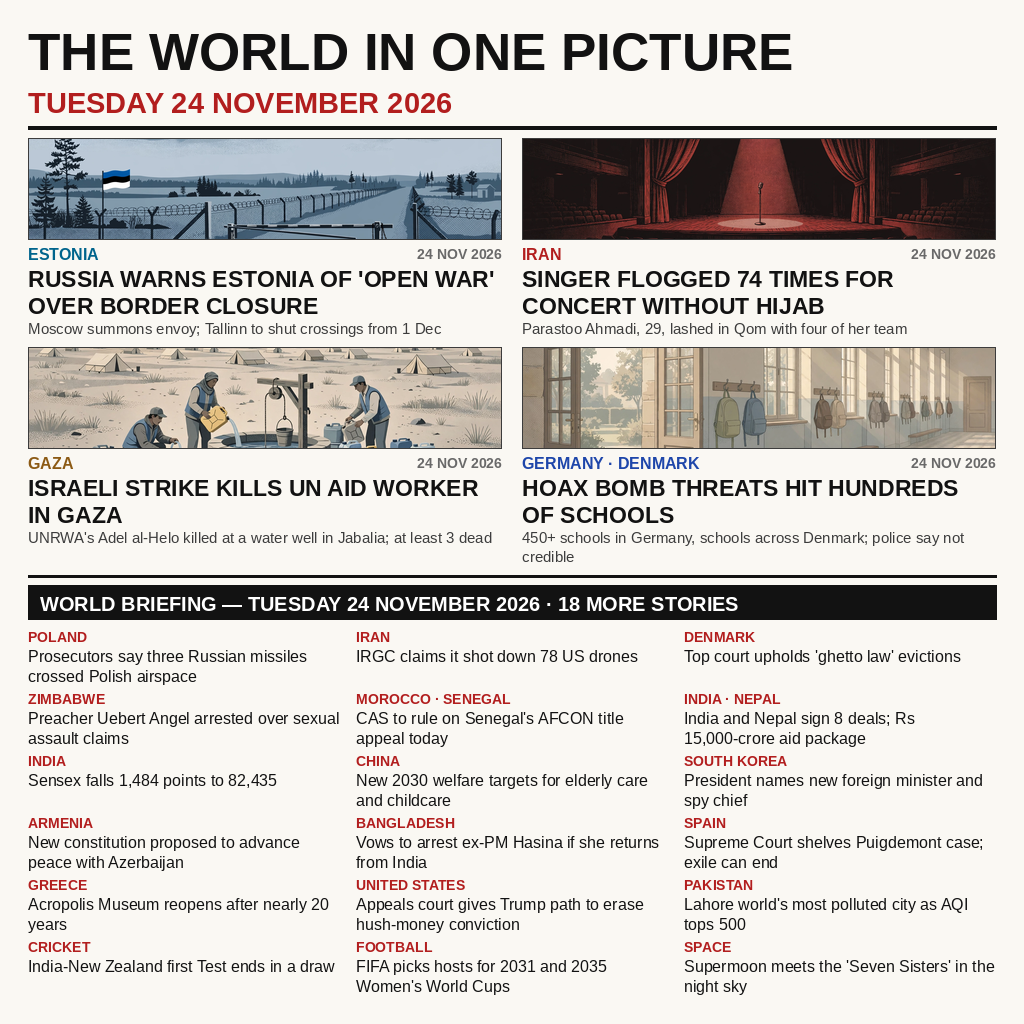 THE WORLD IN ONE PICTURE
TUESDAY 24 NOVEMBER 2026
ESTONIA
24 NOV 2026
RUSSIA WARNS ESTONIA OF 'OPEN WAR'
OVER BORDER CLOSURE
Moscow summons envoy; Tallinn to shut crossings from 1 Dec
IRAN
24 NOV 2026
SINGER FLOGGED 74 TIMES FOR
CONCERT WITHOUT HIJAB
Parastoo Ahmadi, 29, lashed in Qom with four of her team
GAZA
24 NOV 2026
ISRAELI STRIKE KILLS UN AID WORKER
IN GAZA
UNRWA's Adel al-Helo killed at a water well in Jabalia; at least 3 dead
GERMANY · DENMARK
24 NOV 2026
HOAX BOMB THREATS HIT HUNDREDS
OF SCHOOLS
450+ schools in Germany, schools across Denmark; police say not
credible
WORLD BRIEFING — TUESDAY 24 NOVEMBER 2026 · 18 MORE STORIES
POLAND
Prosecutors say three Russian missiles
crossed Polish airspace
IRAN
IRGC claims it shot down 78 US drones
DENMARK
Top court upholds 'ghetto law' evictions
ZIMBABWE
Preacher Uebert Angel arrested over sexual
assault claims
MOROCCO · SENEGAL
CAS to rule on Senegal's AFCON title
appeal today
INDIA · NEPAL
India and Nepal sign 8 deals; Rs
15,000-crore aid package
INDIA
Sensex falls 1,484 points to 82,435
CHINA
New 2030 welfare targets for elderly care
and childcare
SOUTH KOREA
President names new foreign minister and
spy chief
ARMENIA
New constitution proposed to advance
peace with Azerbaijan
BANGLADESH
Vows to arrest ex-PM Hasina if she returns
from India
SPAIN
Supreme Court shelves Puigdemont case;
exile can end
GREECE
Acropolis Museum reopens after nearly 20
years
UNITED STATES
Appeals court gives Trump path to erase
hush-money conviction
PAKISTAN
Lahore world's most polluted city as AQI
tops 500
CRICKET
India-New Zealand first Test ends in a draw
FOOTBALL
FIFA picks hosts for 2031 and 2035
Women's World Cups
SPACE
Supermoon meets the 'Seven Sisters' in the
night sky